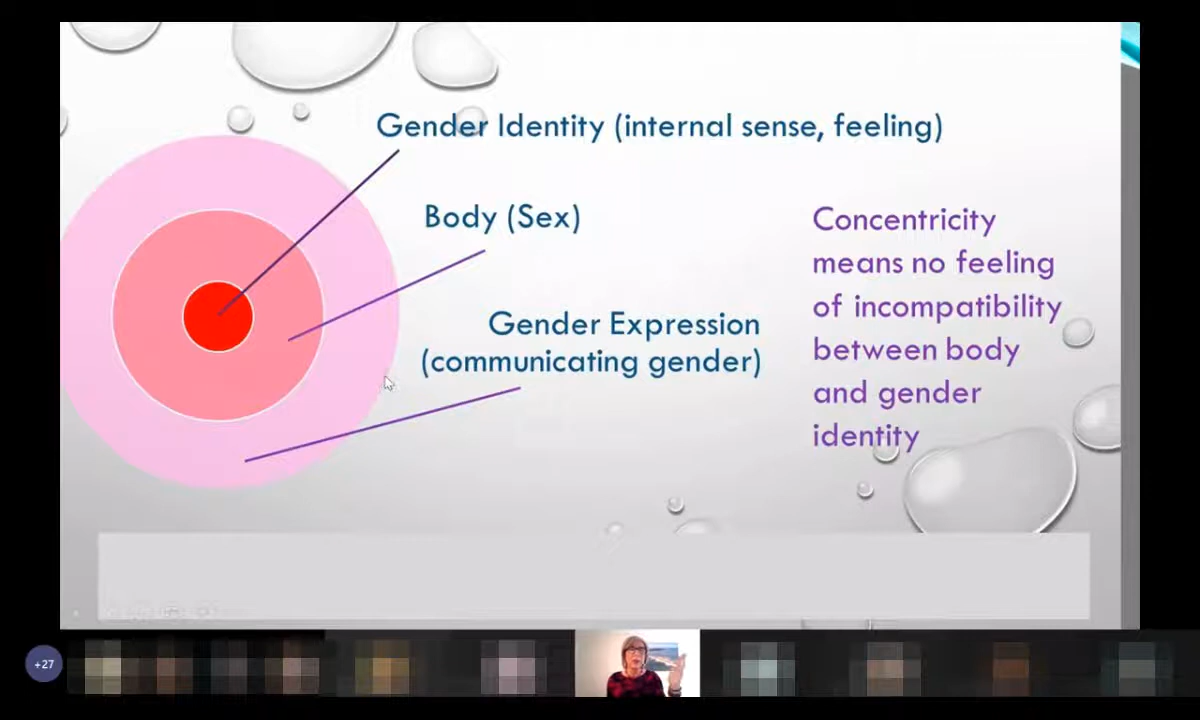 Gender Identity (internal sense, feeling)
Body (Sex)
Gender Expression
(communicating gender)
Concentricity
means no feeling
of incompatibility
between body
and gender
identity
+27